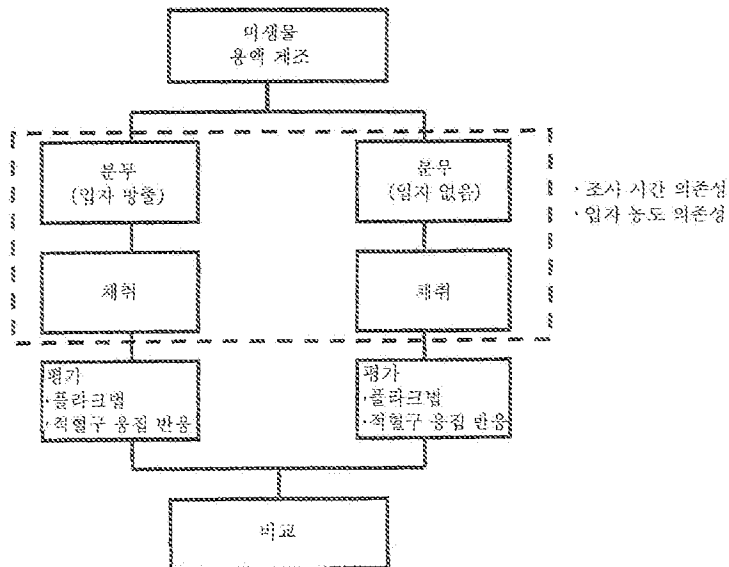 미생물
용액 제조
분무
(입자 방출)
분무
(입자 없음)
· 조사 시간 의존성
· 입자 농도 의존성
채취
채취
평가
·플라크법
·적혈구 응집 반응
평가
·플라크법
·적혈구 응집 반응
비교